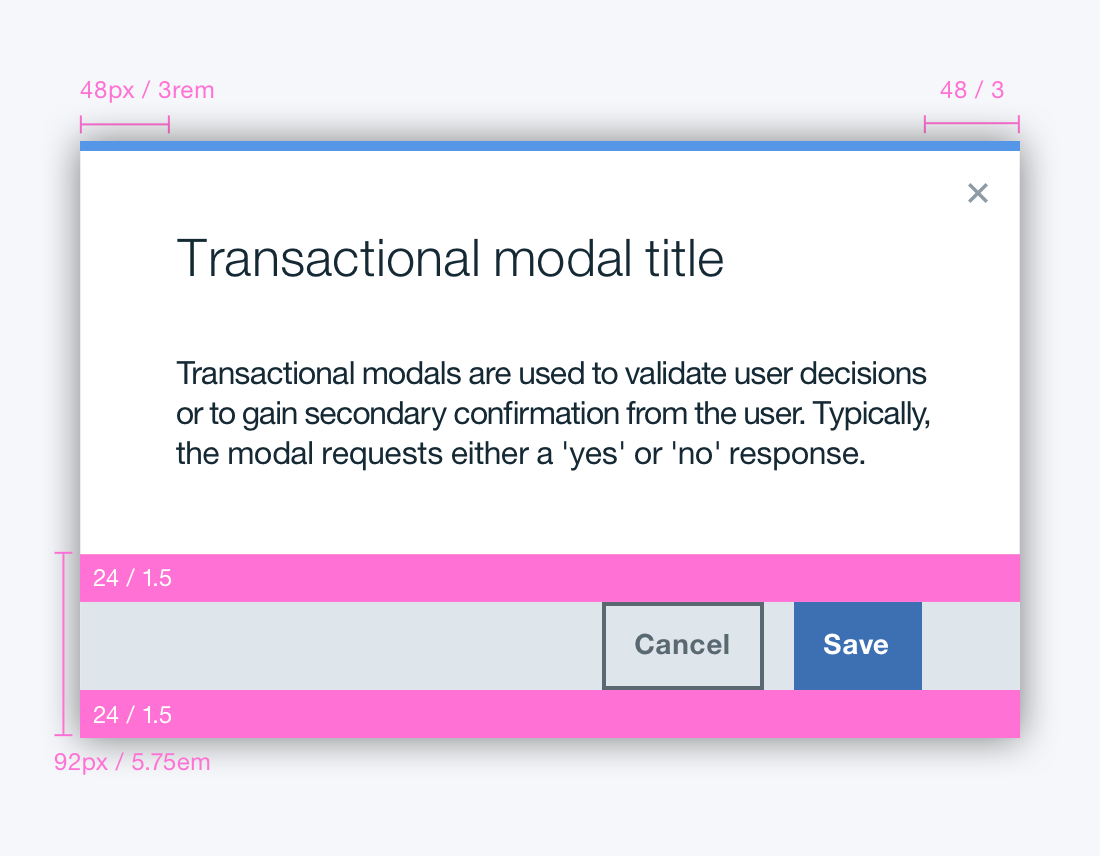 48px / 3rem
48 / 3
Transactional modal title
Transactional modals are used to validate user decisions
or to gain secondary confirmation from the user. Typically,
the modal requests either a 'yes' or 'no' response.
24 / 1.5
Cancel
Save
24 / 1.5
92px / 5.75em